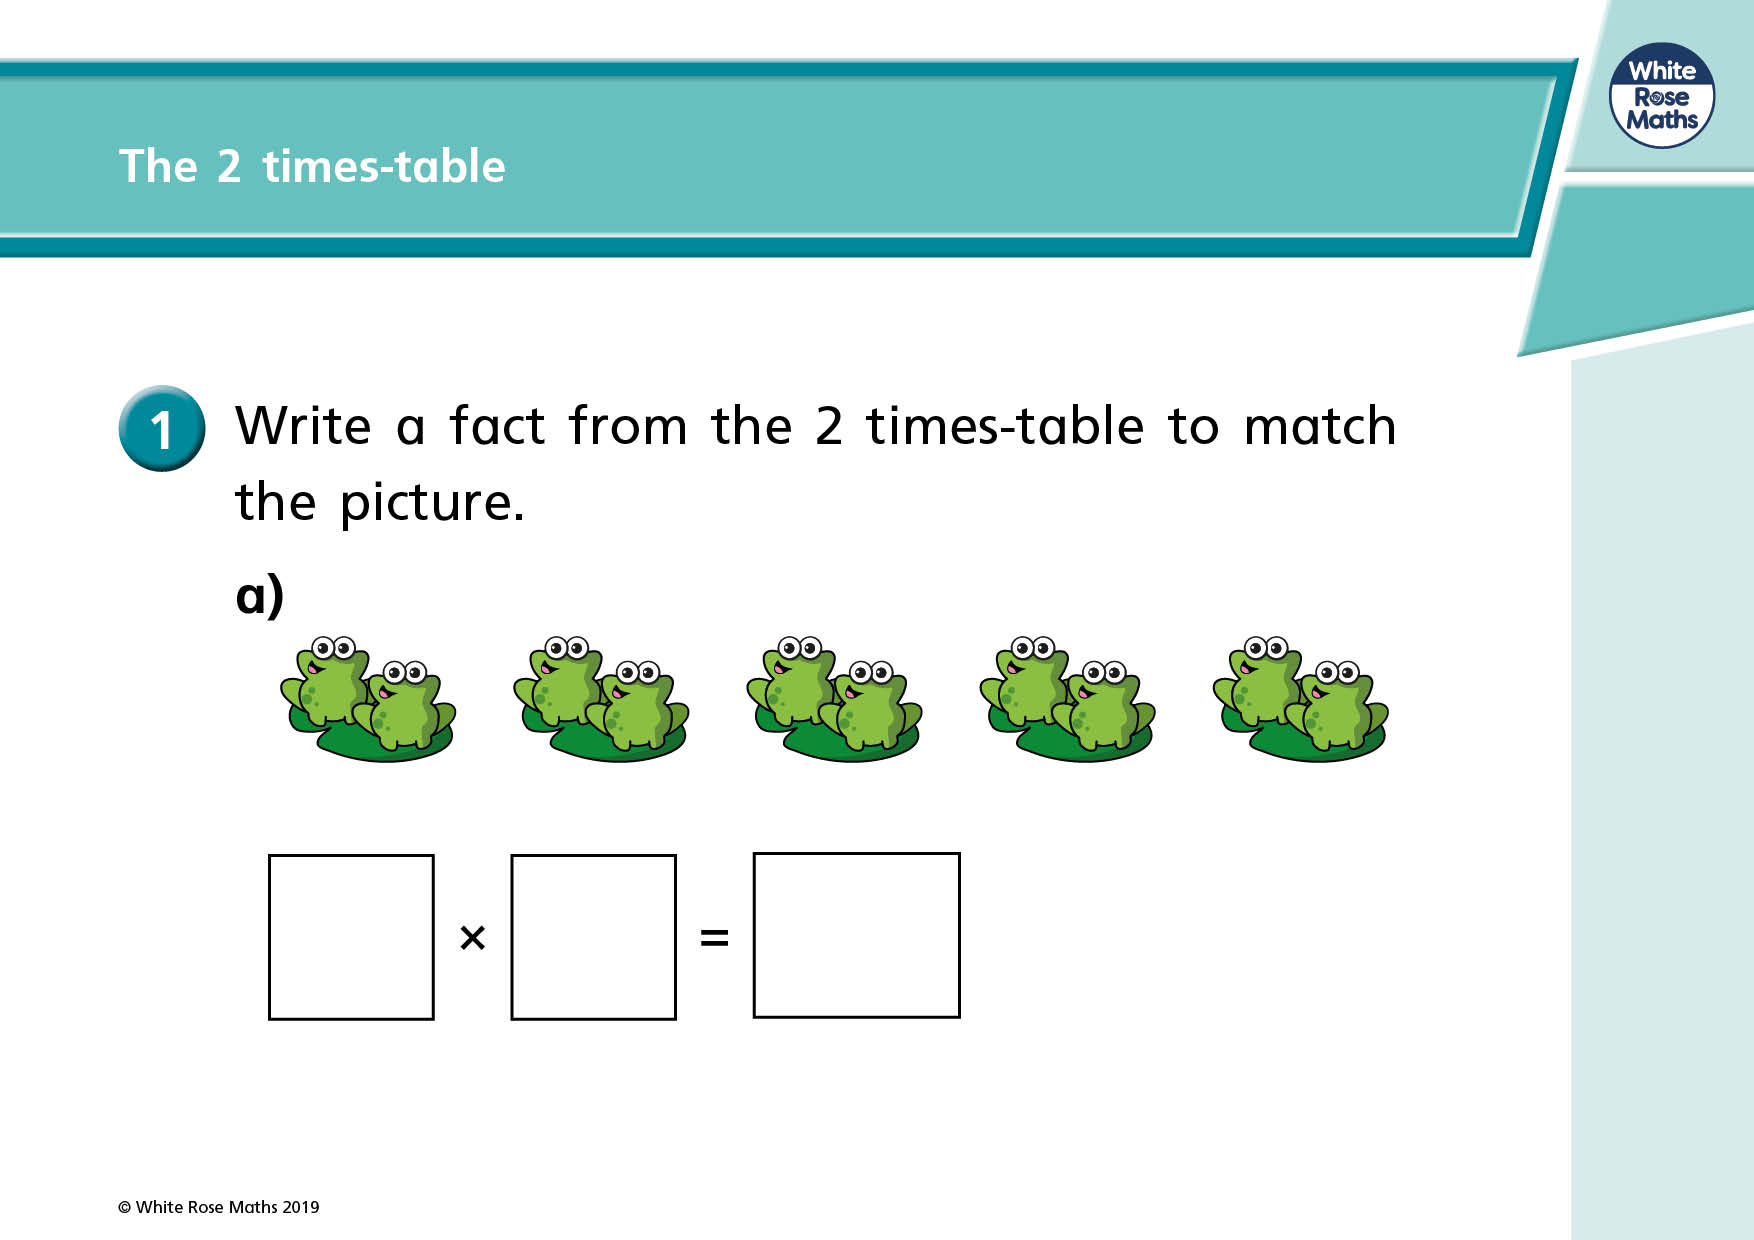 White
Rose
Maths
The 2 times-table
1 Write a fact from the 2 times-table to match
the picture.
a)
× =
© White Rose Maths 2019